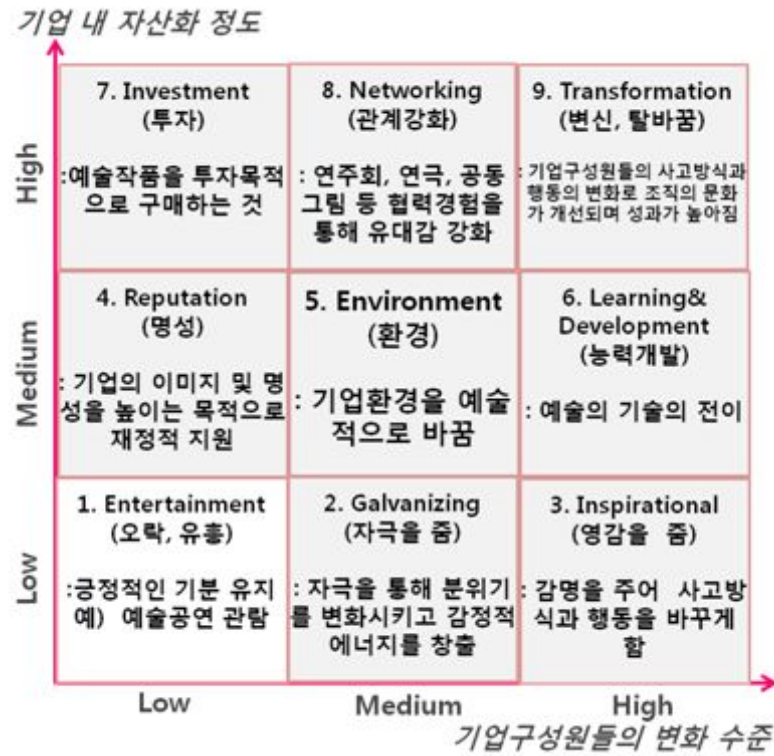 기업 내 자산화 정도
High
7. Investment
(투자)
:예술작품을 투자목적
으로 구매하는 것
8. Networking
(관계강화)
: 연주회, 연극, 공동
그림 등 협력경험을
통해 유대감 강화
9. Transformation
(변신, 탈바꿈)
: 기업구성원들의 사고방식과
행동의 변화로 조직의 문화
가 개선되며 성과가 높아짐
Medium
4. Reputation
(명성)
: 기업의 이미지 및 명
성을 높이는 목적으로
재정적 지원
5. Environment
(환경)
: 기업환경을 예술
적으로 바꿈
6. Learning&
Development
(능력개발)
: 예술의 기술의 전이
Low
1. Entertainment
(오락, 유흥)
:긍정적인 기분 유지
예) 예술공연 관람
2. Galvanizing
(자극을 줌)
: 자극을 통해 분위기
를 변화시키고 감정적
에너지를 창출
3. Inspirational
(영감을 줌)
: 감명을 주어 사고방
식과 행동을 바꾸게
함
Low
Medium
High
기업구성원들의 변화 수준